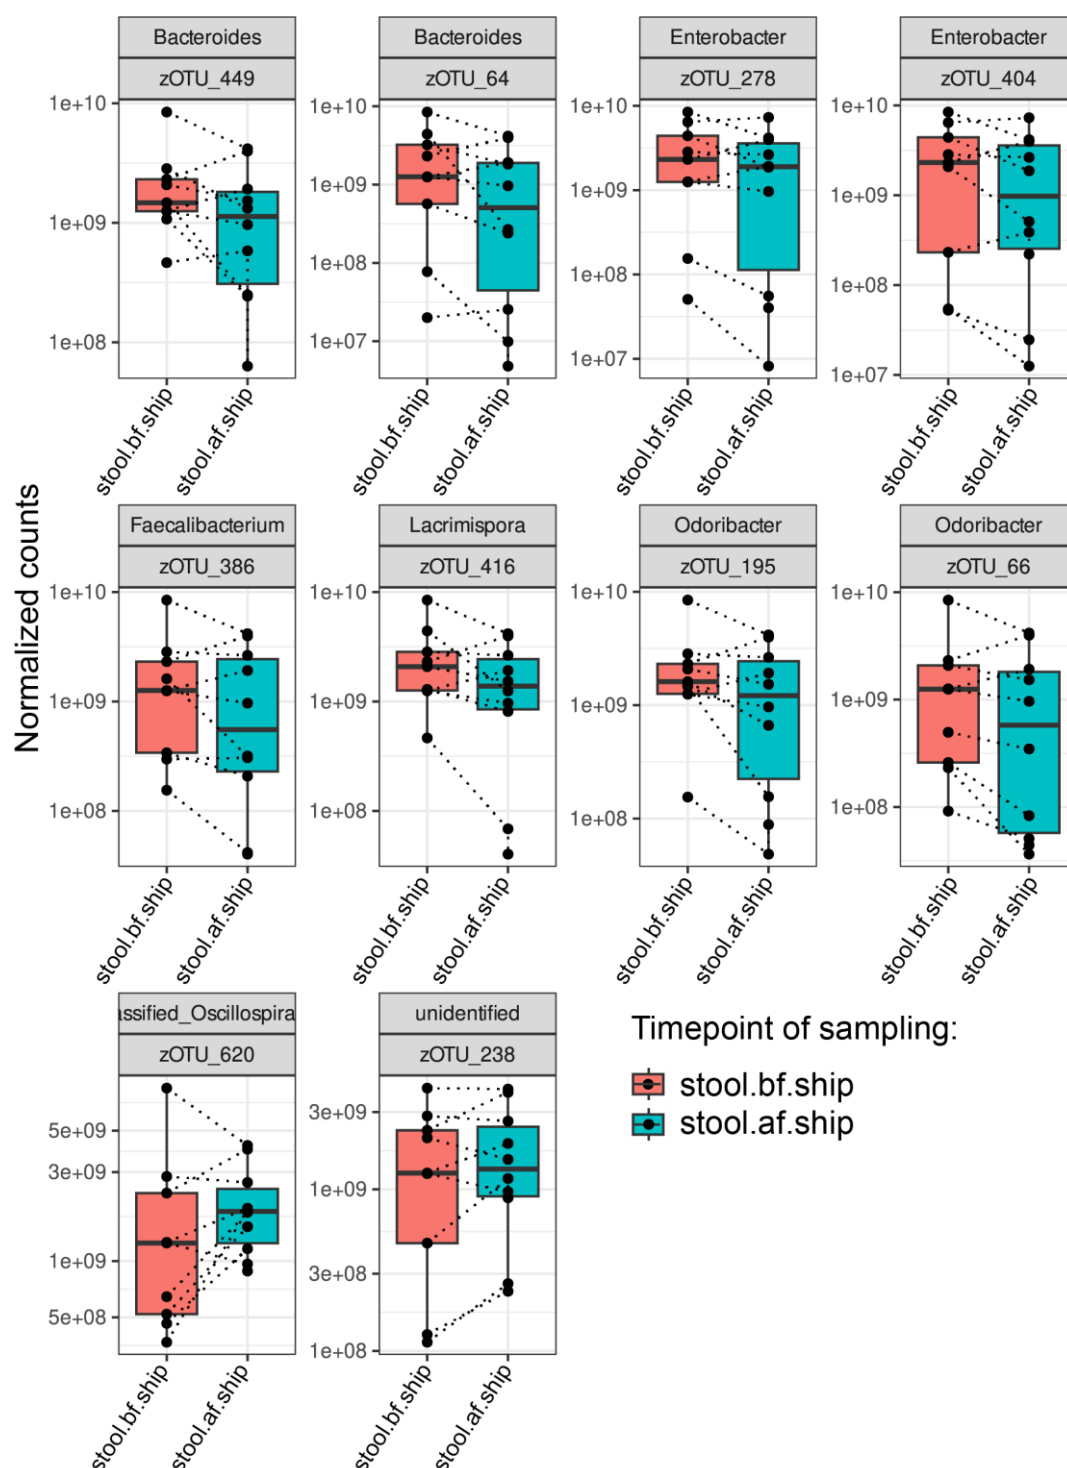 Bacteroides
zOTU_449
1e+10
1e+09
1e+08
stool.bf.ship
stool.af.ship
Bacteroides
zOTU_64
1e+10
1e+09
1e+08
1e+07
stool.bf.ship
stool.af.ship
Enterobacter
zOTU_278
1e+10
1e+09
1e+08
1e+07
stool.bf.ship
stool.af.ship
Enterobacter
zOTU_404
1e+10
1e+09
1e+08
1e+07
stool.bf.ship
stool.af.ship
Normalized counts
Faecalibacterium
zOTU_386
1e+10
1e+09
1e+08
stool.bf.ship
stool.af.ship
Lacrimispora
zOTU_416
1e+10
1e+09
1e+08
stool.bf.ship
stool.af.ship
Odoribacter
zOTU_195
1e+10
1e+09
1e+08
stool.bf.ship
stool.af.ship
Odoribacter
zOTU_66
1e+10
1e+09
1e+08
stool.bf.ship
stool.af.ship
assified_Oscillospira
zOTU_620
5e+09
3e+09
1e+09
5e+08
stool.bf.ship
stool.af.ship
unidentified
zOTU_238
3e+09
1e+09
3e+08
1e+08
stool.bf.ship
stool.af.ship
Timepoint of sampling:
stool.bf.ship
stool.af.ship